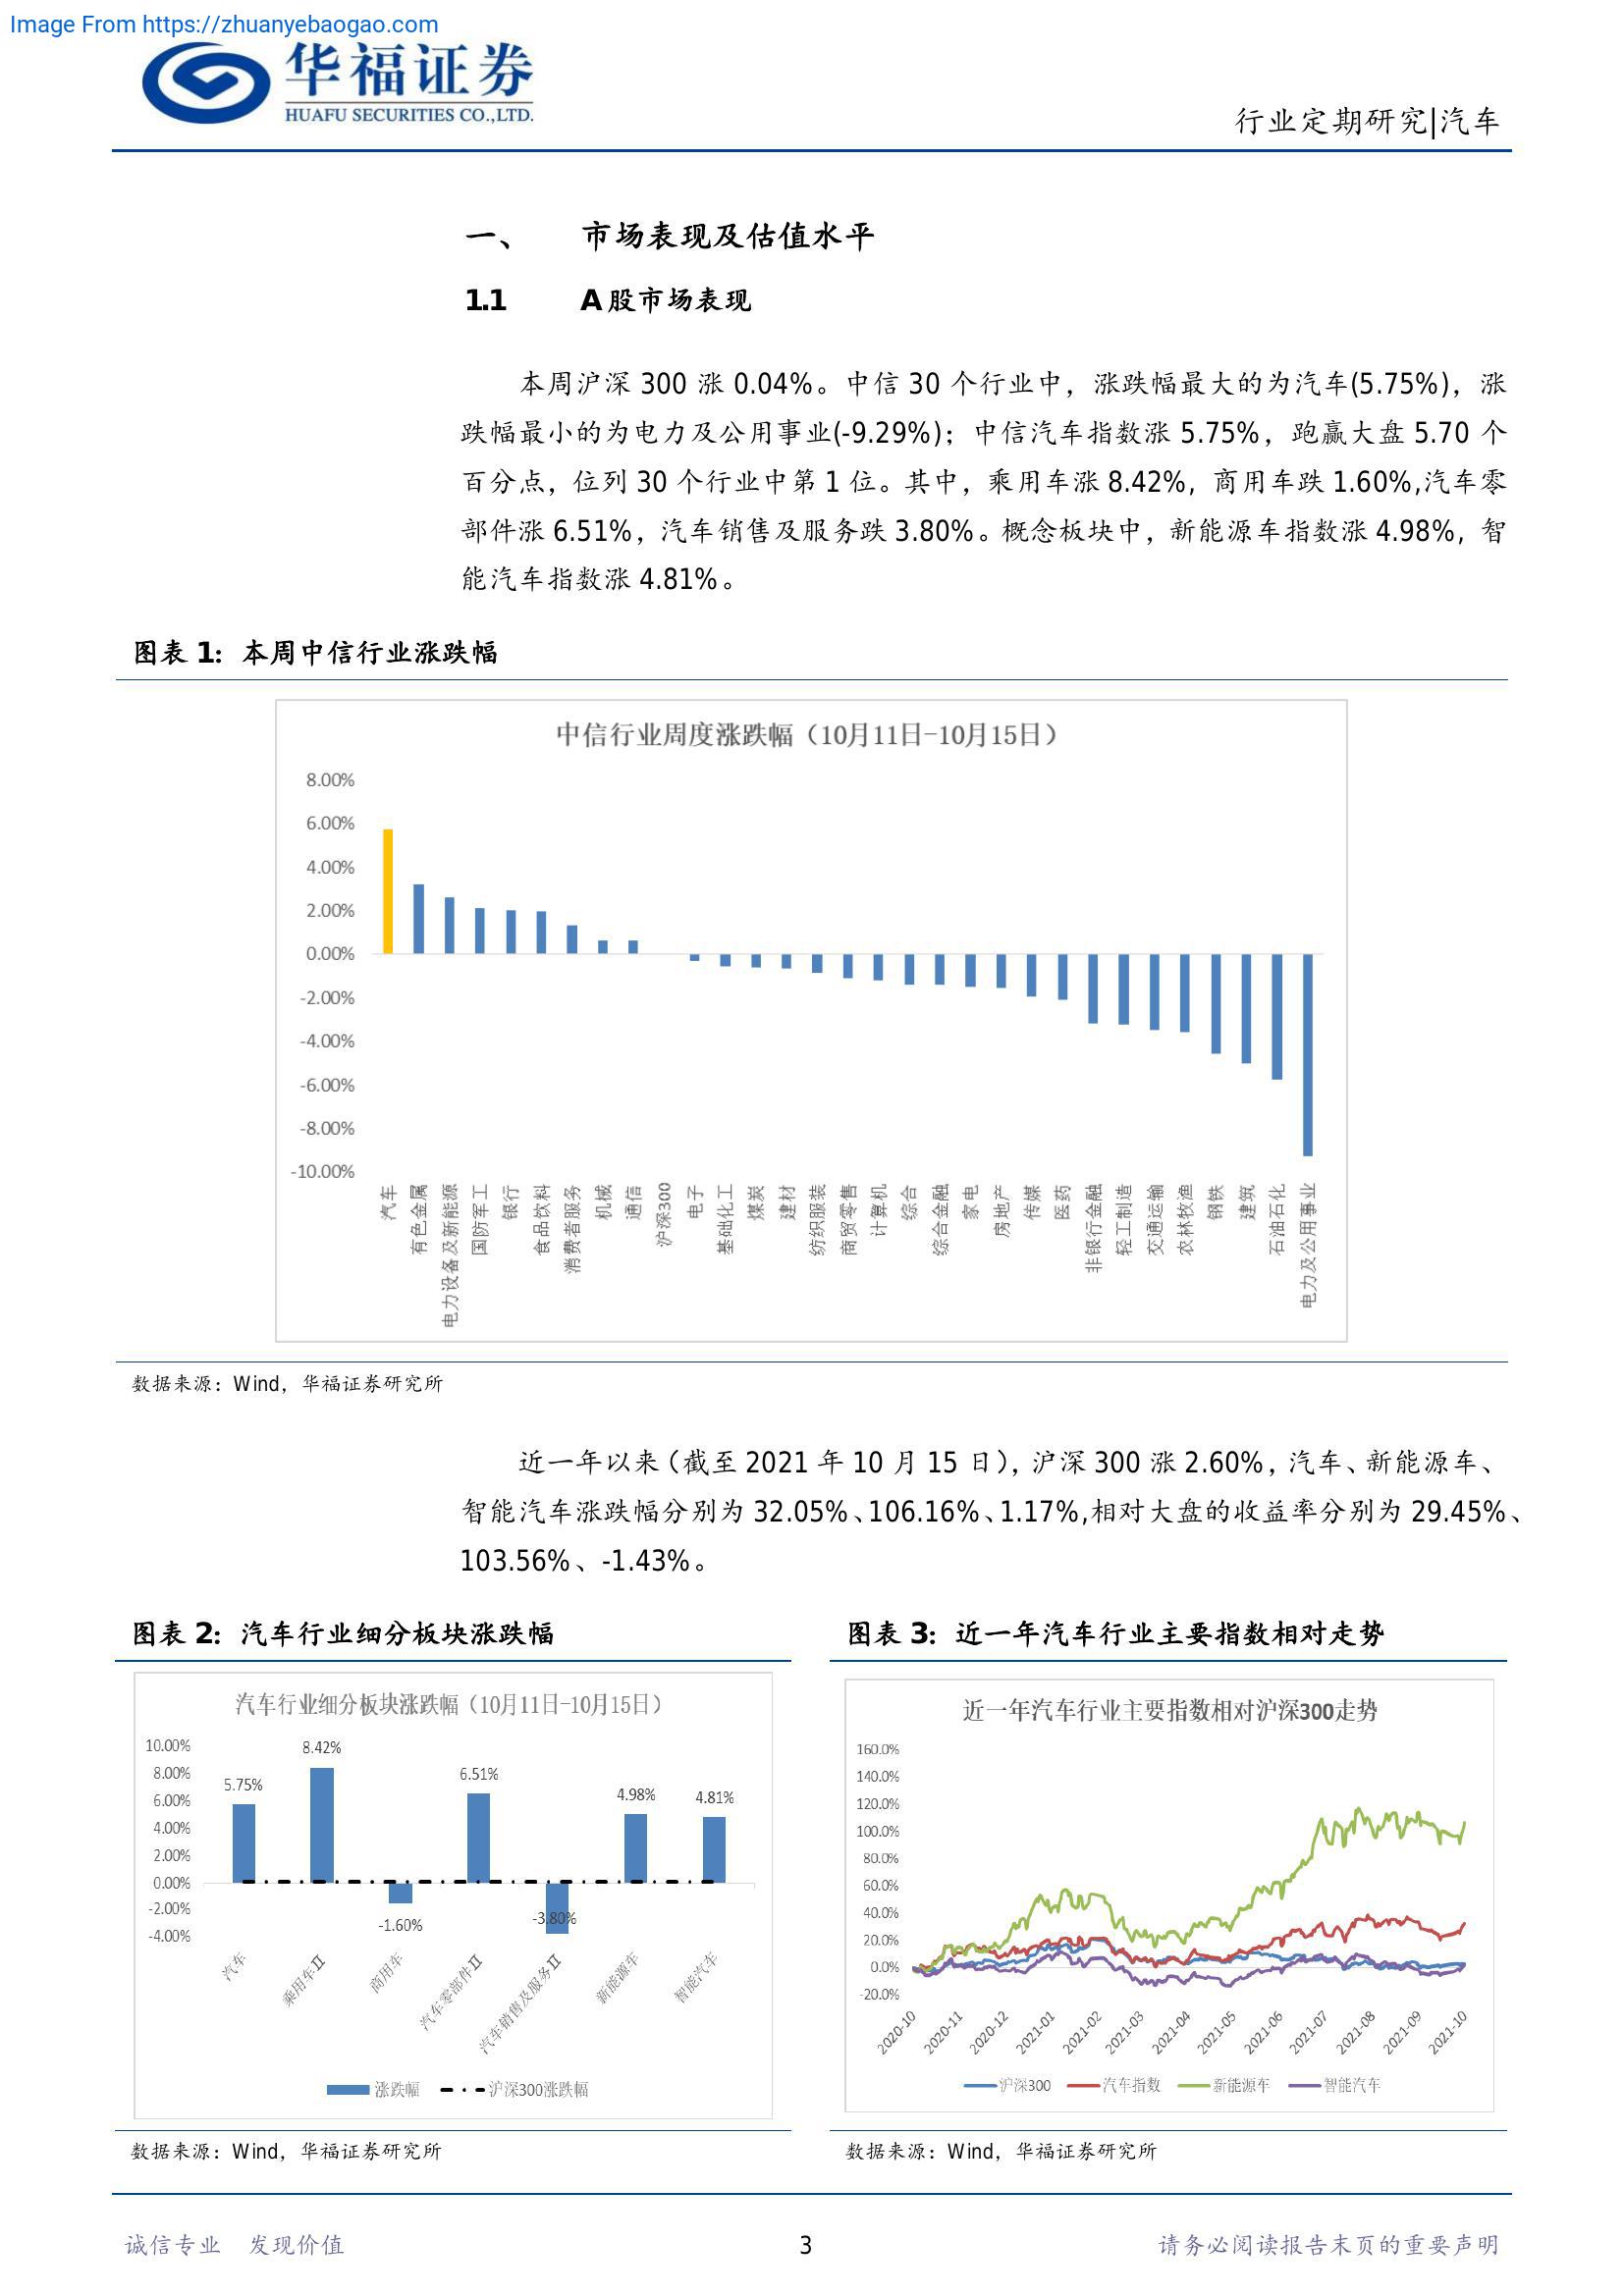 Image From https://zhuanyebaogao.com
华福证券
HUAFU SECURITIES CO.,LTD.
行业定期研究|汽车
一、 市场表现及估值水平
1.1 A股市场表现
本周沪深 300 涨 0.04%。中信 30 个行业中，涨跌幅最大的为汽车(5.75%)，涨
跌幅最小的为电力及公用事业(-9.29%)；中信汽车指数涨 5.75%，跑赢大盘 5.70 个
百分点，位列 30 个行业中第 1 位。其中，乘用车涨 8.42%，商用车跌 1.60%,汽车零
部件涨 6.51%，汽车销售及服务跌 3.80%。概念板块中，新能源车指数涨 4.98%，智
能汽车指数涨 4.81%。
图表 1：本周中信行业涨跌幅
中信行业周度涨跌幅（10月11日-10月15日）
8.00%
6.00%
4.00%
2.00%
0.00%
-2.00%
-4.00%
-6.00%
-8.00%
-10.00%
汽车
有色金属
电力设备及新能源
国防军工
银行
食品饮料
消费者服务
机械
通信
沪深300
电子
基础化工
煤炭
建材
纺织服装
商贸零售
计算机
综合
综合金融
家电
房地产
传媒
医药
非银行金融
轻工制造
交通运输
农林牧渔
钢铁
建筑
石油石化
电力及公用事业
数据来源：Wind，华福证券研究所
近一年以来（截至 2021 年 10 月 15 日），沪深 300 涨 2.60%，汽车、新能源车、
智能汽车涨跌幅分别为 32.05%、106.16%、1.17%,相对大盘的收益率分别为 29.45%、
103.56%、-1.43%。
图表 2：汽车行业细分板块涨跌幅
汽车行业细分板块涨跌幅（10月11日-10月15日）
10.00%
8.00%
6.00%
4.00%
2.00%
0.00%
-2.00%
-4.00%
5.75%
8.42%
-1.60%
6.51%
-3.80%
4.98%
4.81%
汽车
乘用车Ⅱ
商用车
汽车零部件Ⅱ
汽车销售及服务Ⅱ
新能源车
智能汽车
涨跌幅
沪深300涨跌幅
数据来源：Wind，华福证券研究所
图表 3：近一年汽车行业主要指数相对走势
近一年汽车行业主要指数相对沪深300走势
160.0%
140.0%
120.0%
100.0%
80.0%
60.0%
40.0%
20.0%
0.0%
-20.0%
2020-10
2020-11
2020-12
2021-01
2021-02
2021-03
2021-04
2021-05
2021-06
2021-07
2021-08
2021-09
2021-10
沪深300
汽车指数
新能源车
智能汽车
数据来源：Wind，华福证券研究所
诚信专业 发现价值
3
请务必阅读报告末页的重要声明